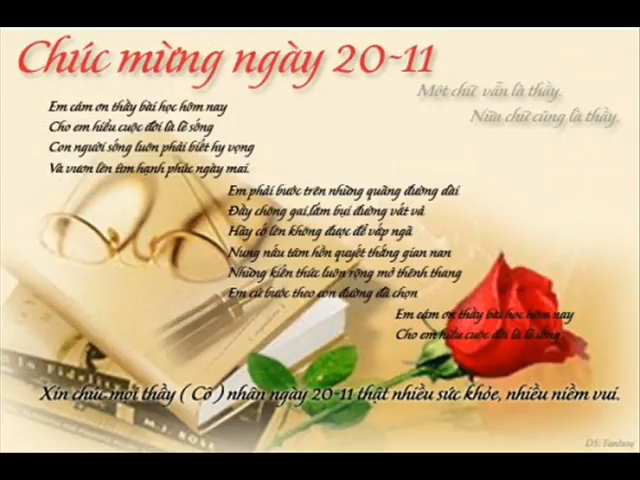 Chúc mừng ngày 20-11
Một chữ vẫn là thầy.
Nửa chữ cũng là thầy.
Em cám ơn thầy bài học hôm nay
Cho em hiểu cuộc đời là lẽ sống
Con người sống luôn phải biết hy vọng
Và vươn lên tìm hạnh phúc ngày mai.
Em phải bước trên những quãng đường dài
Đầy chông gai,lấm bụi đường vất vả
Hãy cố lên không được để vấp ngã
Nung nấu tâm hồn quyết thắng gian nan
Những kiến thức luôn rộng mở thênh thang
Em cứ bước theo con đường đã chọn
Em cám ơn thầy bài học hôm nay
Cho em hiểu cuộc đời là lẽ sống
Xin chúc mọi thầy ( Cô ) nhân ngày 20-11 thật nhiều sức khỏe, nhiều niềm vui.
M.J. ROSE
DS: Fantasy